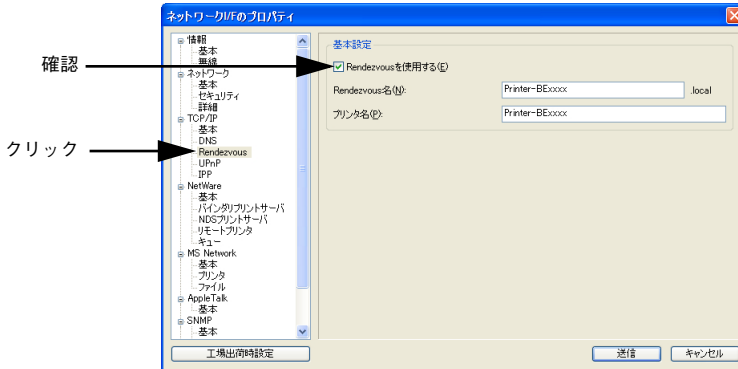 ネットワークI/Fのプロパティ
確認
クリック
情報
基本
無線
ネットワーク
基本
セキュリティ
詳細
TCP/IP
基本
DNS
Rendezvous
UPnP
IPP
NetWare
基本
バインダリプリントサーバ
NDSプリントサーバ
リモートプリンタ
キュー
MS Network
基本
プリンタ
ファイル
AppleTalk
基本
SNMP
基本
工場出荷時設定
基本設定
Rendezvousを使用する(E)
Rendezvous名(N): Printer-BExxxx .local
プリンタ名(P): Printer-BExxxx
送信 キャンセル